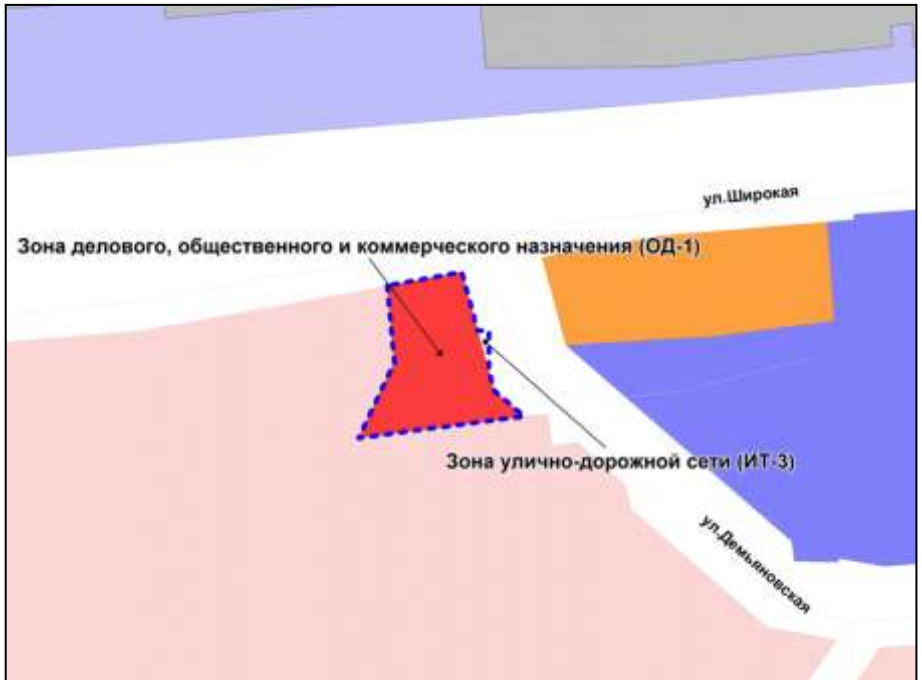 ул.Широкая
Зона делового, общественного и коммерческого назначения (ОД-1)
Зона улично-дорожной сети (ИТ-3)
ул.Демьяновская